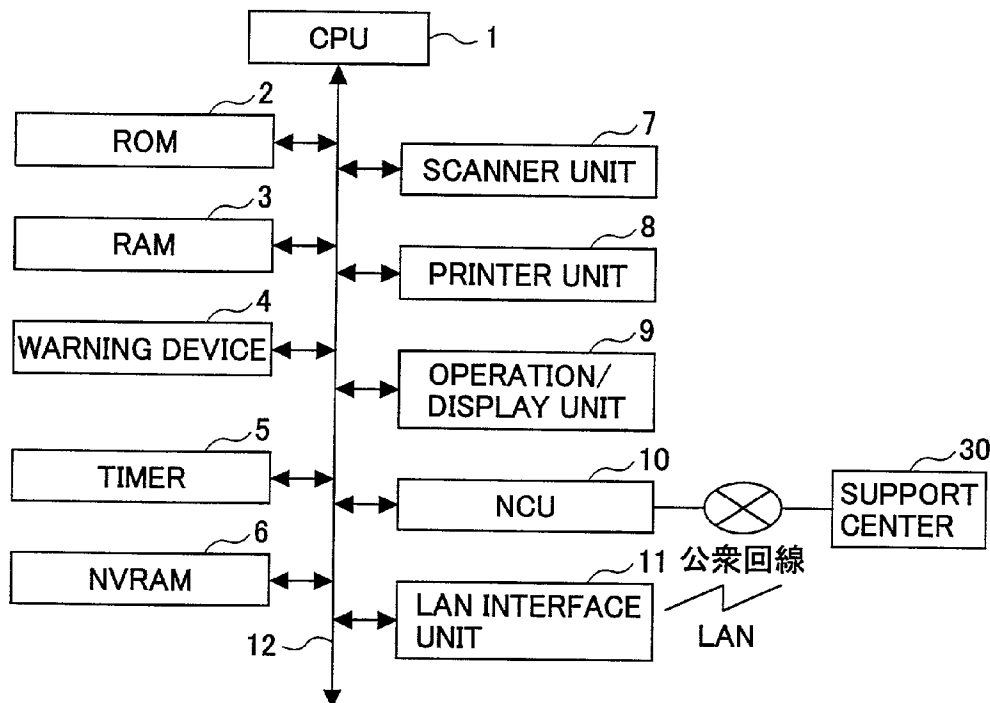 CPU
1
2
ROM
7
SCANNER UNIT
3
RAM
8
PRINTER UNIT
4
WARNING DEVICE
9
OPERATION/
DISPLAY UNIT
5
TIMER
10
NCU
30
SUPPORT
CENTER
6
NVRAM
11
公衆回線
LAN INTERFACE
UNIT
LAN
12